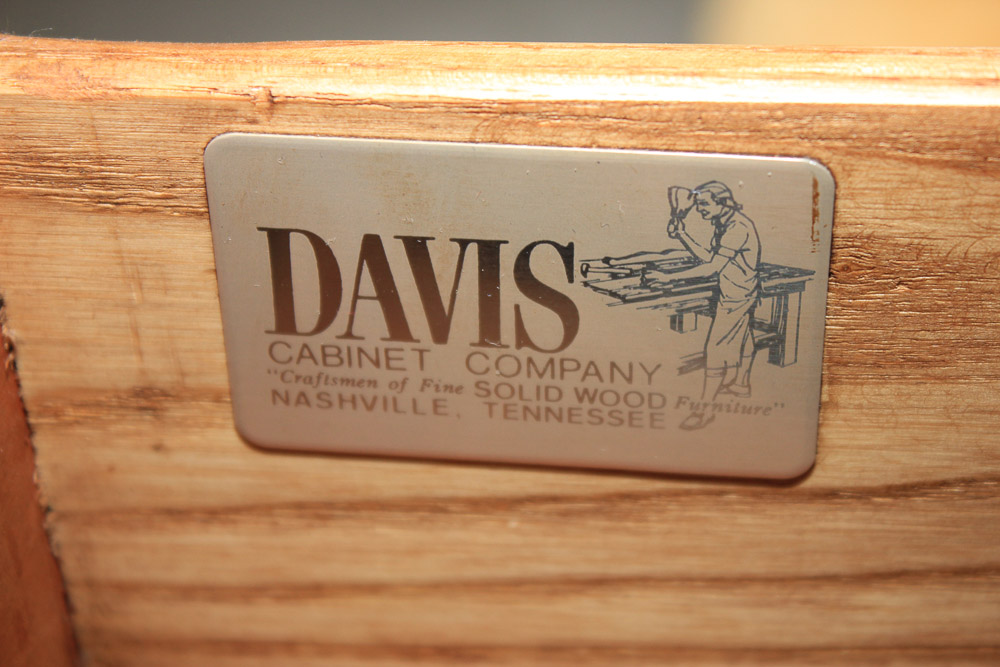 DAVIS
CABINET COMPANY
"Craftsmen of Fine SOLID WOOD Furniture"
NASHVILLE, TENNESSEE